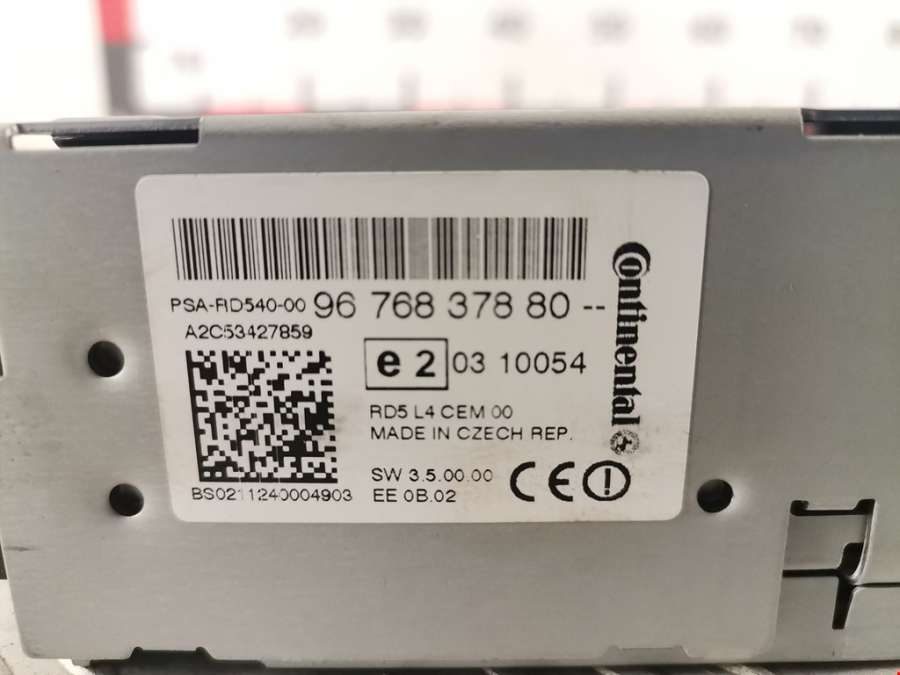 PSA-RD540-00 96 768 378 80 --
A2C53427859
e 2 03 10054
RD5 L4 CEM 00
MADE IN CZECH REP.
SW 3.5.00.00
EE 0B.02
CE
BS0211240004903
Continental